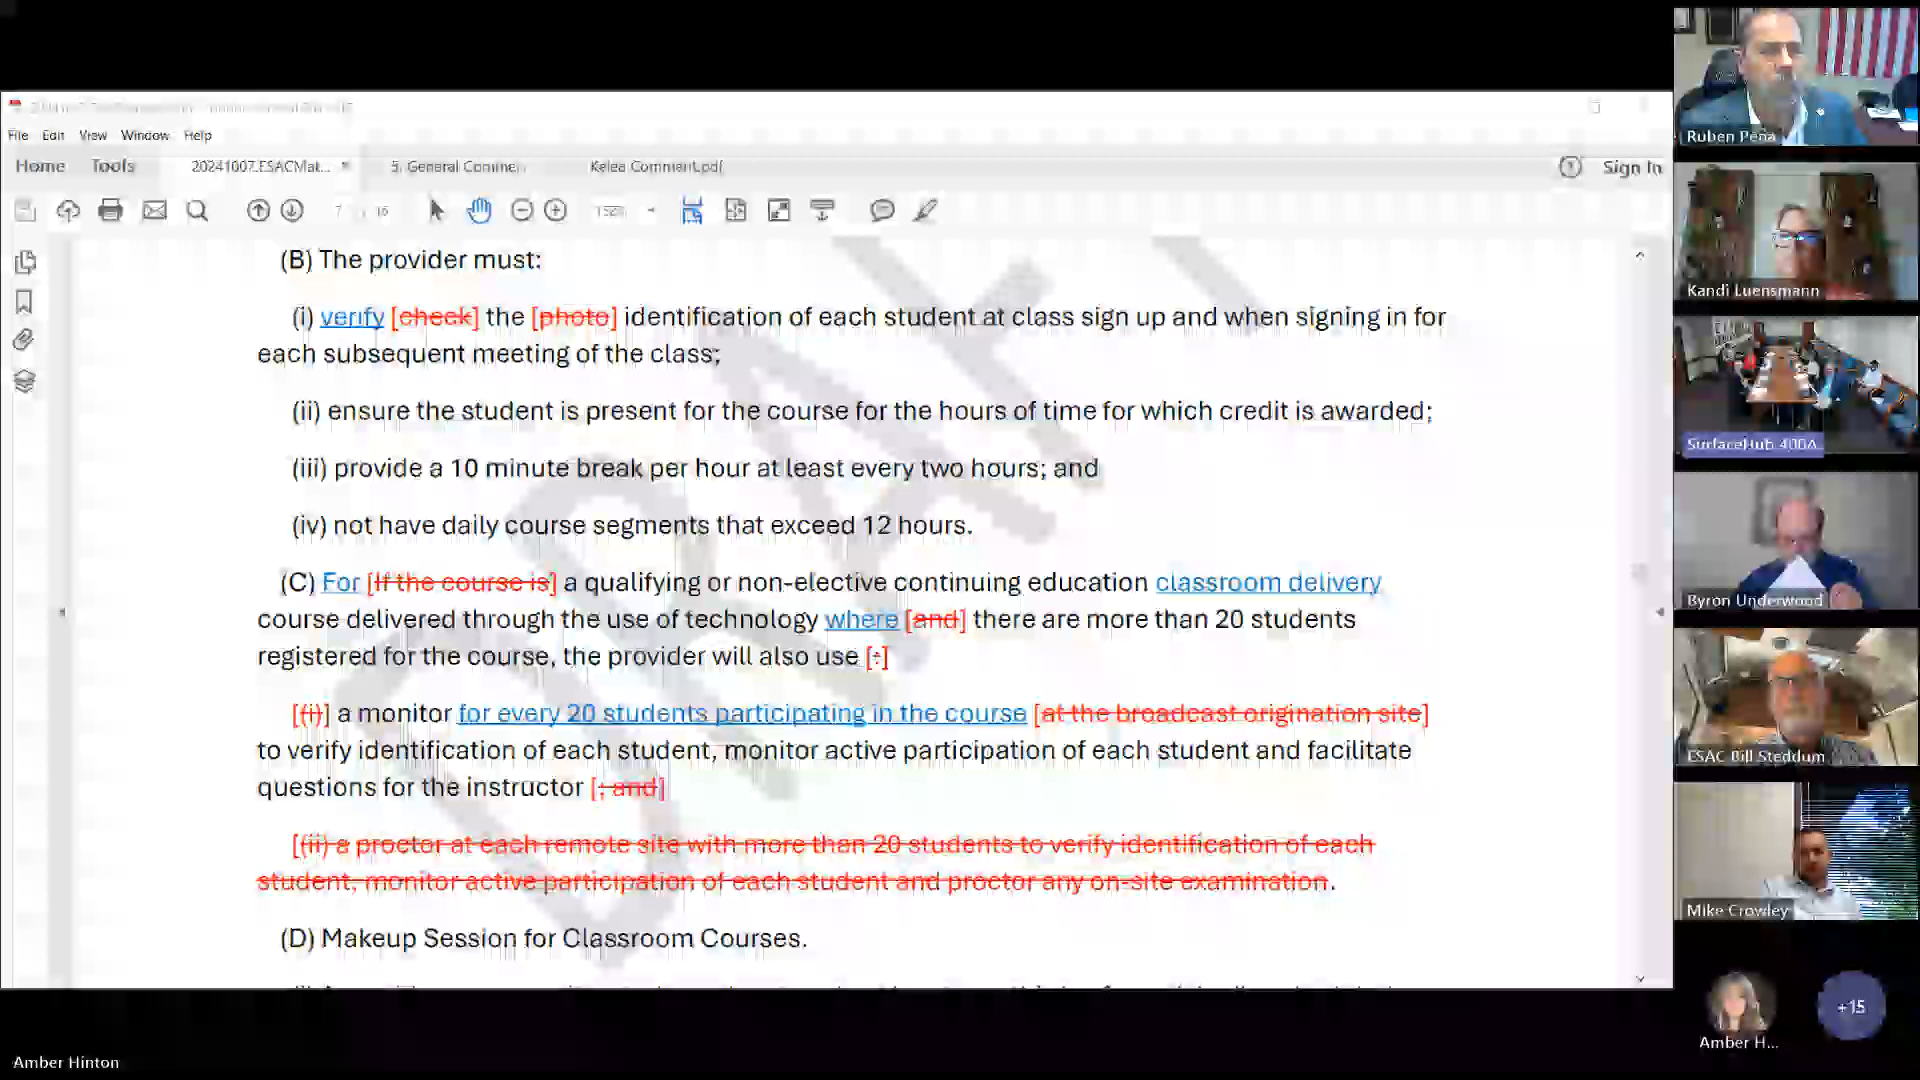 File Edit View Window Help
Home Tools 20241007.ESACMat... × 5. General Commen... Kelea Comment.pdf Sign In
7 / 16 152%
(B) The provider must:
(i) verify [check] the [photo] identification of each student at class sign up and when signing in for
each subsequent meeting of the class;
(ii) ensure the student is present for the course for the hours of time for which credit is awarded;
(iii) provide a 10 minute break per hour at least every two hours; and
(iv) not have daily course segments that exceed 12 hours.
(C) For [If the course is] a qualifying or non-elective continuing education classroom delivery
course delivered through the use of technology where [and] there are more than 20 students
registered for the course, the provider will also use [:]
[(i)] a monitor for every 20 students participating in the course [at the broadcast origination site]
to verify identification of each student, monitor active participation of each student and facilitate
questions for the instructor [; and]
[(ii) a proctor at each remote site with more than 20 students to verify identification of each
student, monitor active participation of each student and proctor any on-site examination.
(D) Makeup Session for Classroom Courses.
DRAFT
Ruben Pena
Kandi Luensmann
SurfaceHub 400A
Byron Underwood
ESAC Bill Steddum
Mike Crowley
Amber H...
+15
Amber Hinton